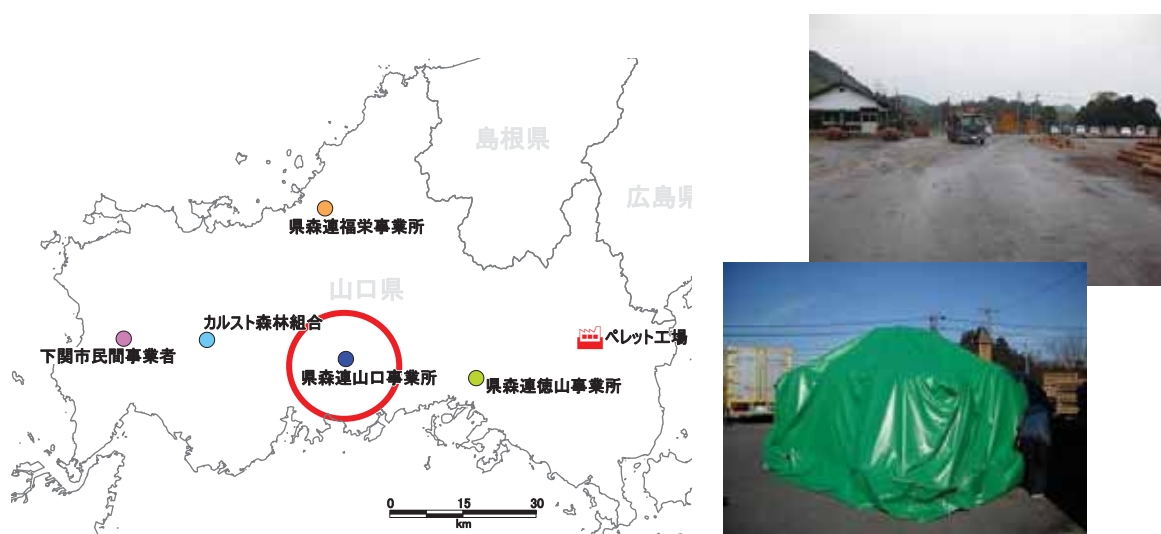 島根県
広島県
県森連福栄事業所
山口県
カルスト森林組合
下関市民間事業者
ペレット工場
県森連山口事業所
県森連徳山事業所
0 15 30
km